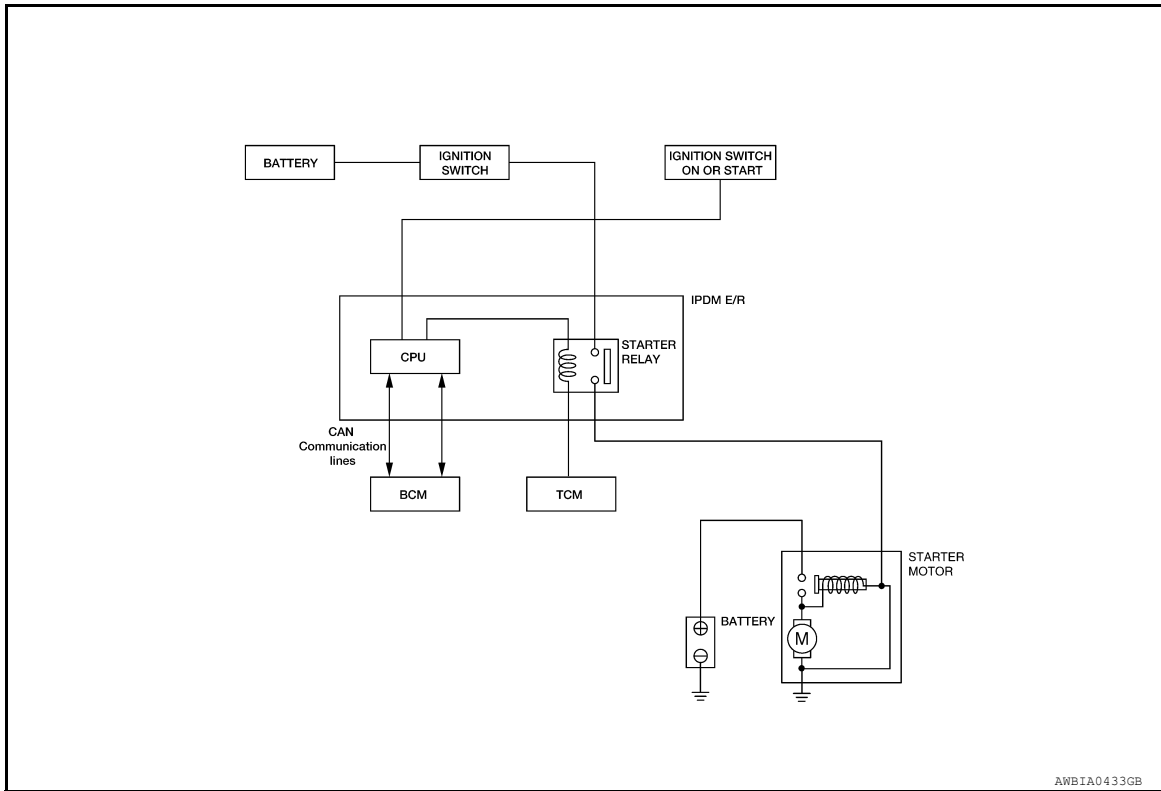 BATTERY
IGNITION
SWITCH
IGNITION SWITCH
ON OR START
IPDM E/R
CPU
STARTER
RELAY
CAN
Communication
lines
BCM
TCM
STARTER
MOTOR
BATTERY
M
AWBIA0433GB